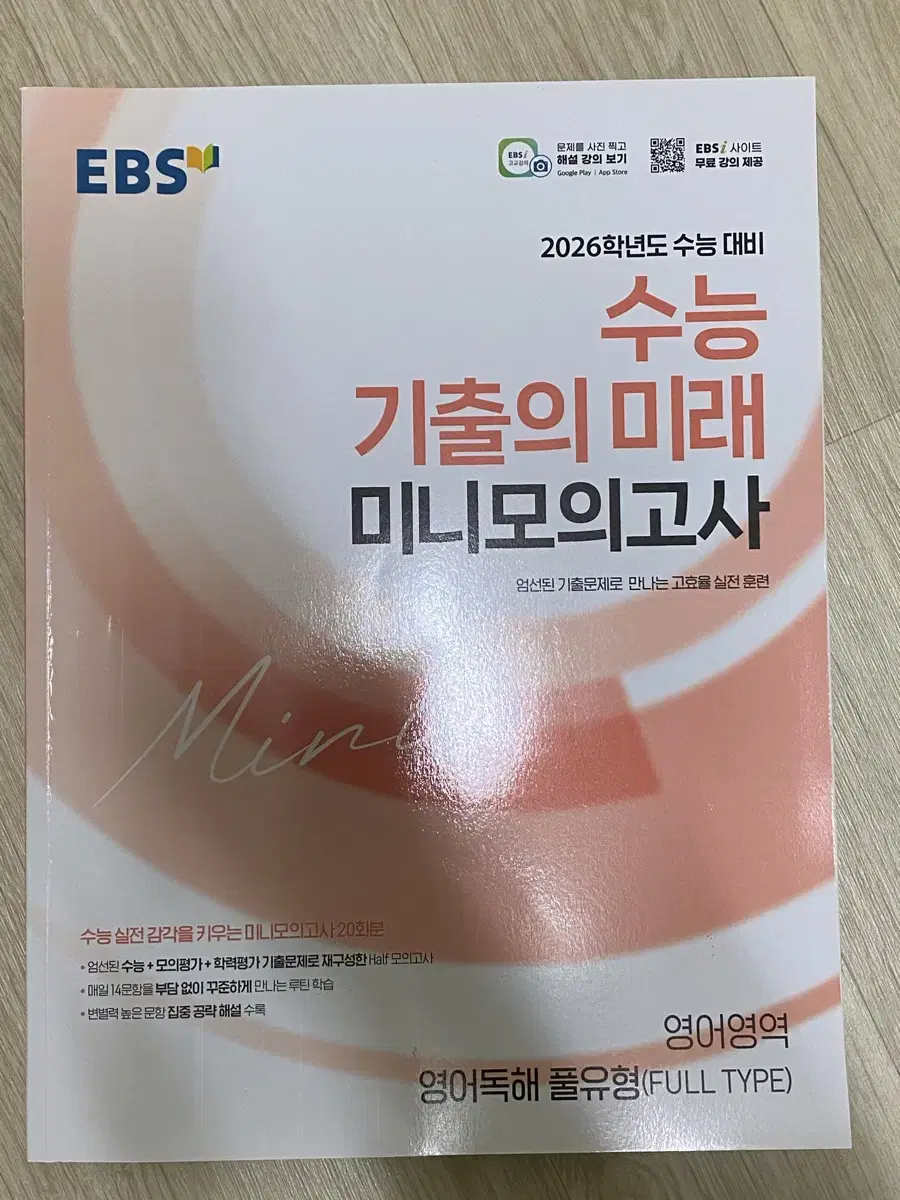 EBS
EBSi
고교강의
문제를 사진 찍고
해설 강의 보기
Google Play | App Store
EBSi 사이트
무료 강의 제공
2026학년도 수능 대비
수능
기출의 미래
미니모의고사
엄선된 기출문제로 만나는 고효율 실전 훈련
Mini
수능 실전 감각을 키우는 미니모의고사 20회분
• 엄선된 수능 + 모의평가 + 학력평가 기출문제로 재구성한 Half 모의고사
• 매일 14문항을 부담 없이 꾸준하게 만나는 루틴 학습
• 변별력 높은 문항 집중 공략 해설 수록
영어영역
영어독해 풀유형(FULL TYPE)